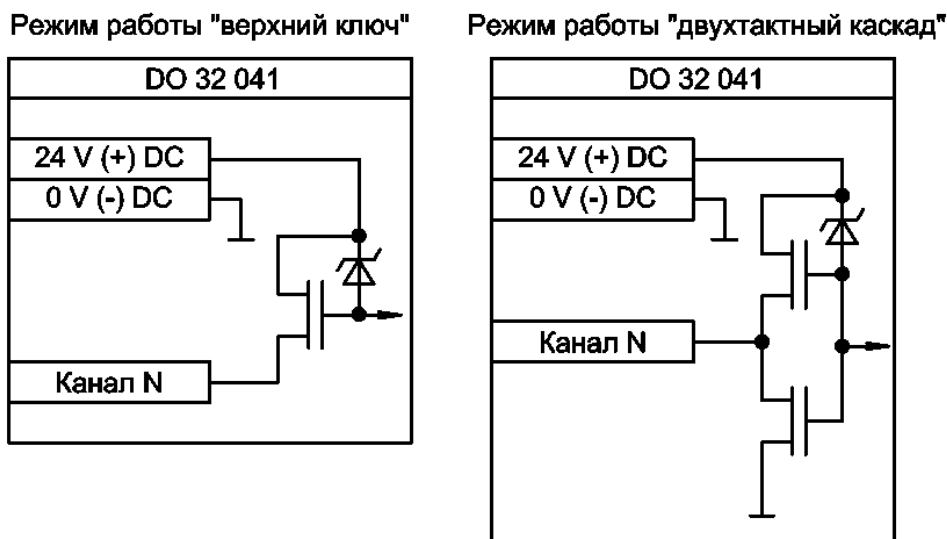 Режим работы "верхний ключ"
DO 32 041
24 V (+) DC
0 V (-) DC
Канал N
Режим работы "двухтактный каскад"
DO 32 041
24 V (+) DC
0 V (-) DC
Канал N